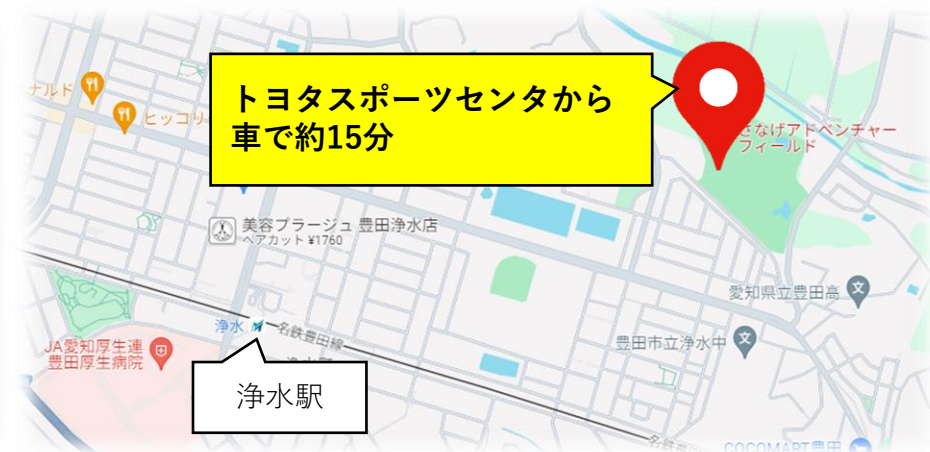 ナルド
ヒッコリ
トヨタスポーツセンタから
車で約15分
さなげアドベンチャー
フィールド
美容プラージュ 豊田浄水店
ヘアカット ¥1760
愛知県立豊田高
浄水
名鉄豊田線
豊田市立浄水中
JA愛知厚生連
豊田厚生病院
浄水駅
名鉄豊田
COCOMART豊田